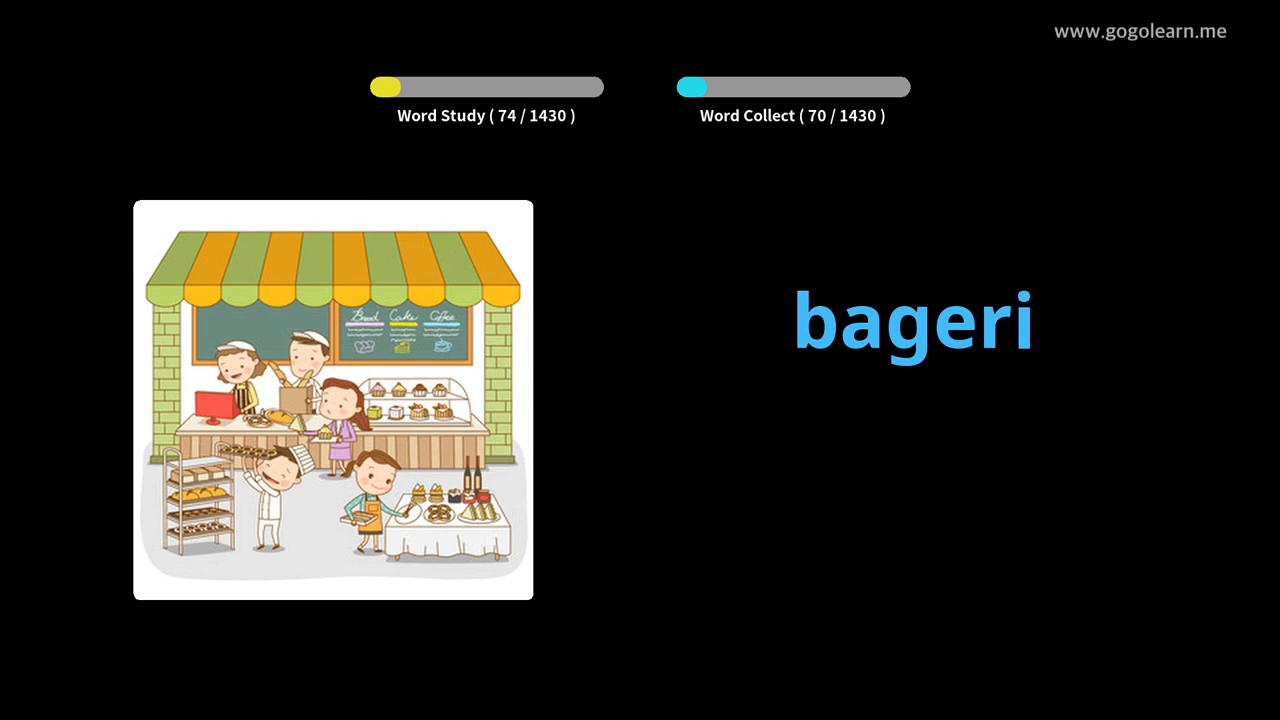 www.gogolearn.me
Word Study ( 74 / 1430 )
Word Collect ( 70 / 1430 )
Bread Cake Coffee
bageri